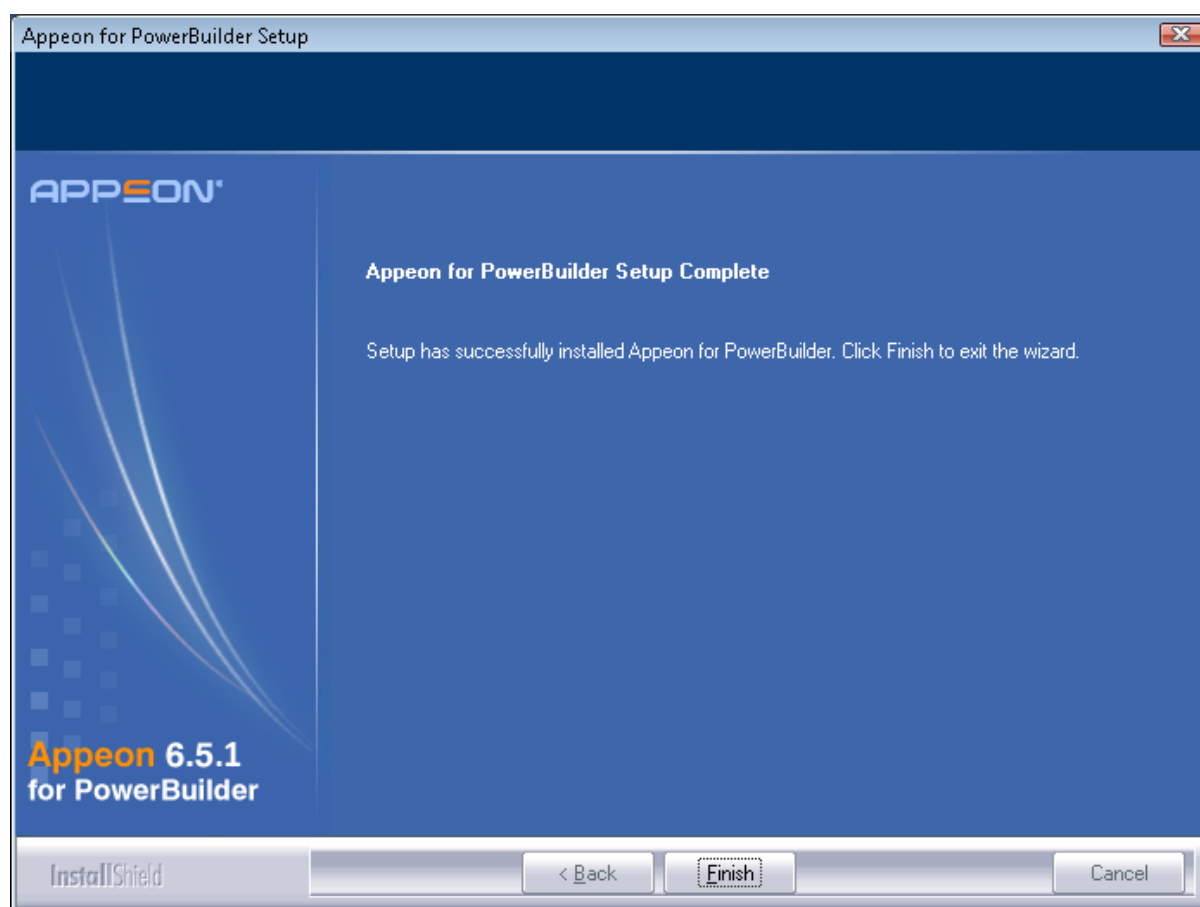 Appeon for PowerBuilder Setup
APPEON®
Appeon for PowerBuilder Setup Complete
Setup has successfully installed Appeon for PowerBuilder. Click Finish to exit the wizard.
Appeon 6.5.1
for PowerBuilder
InstallShield
< Back
Finish
Cancel